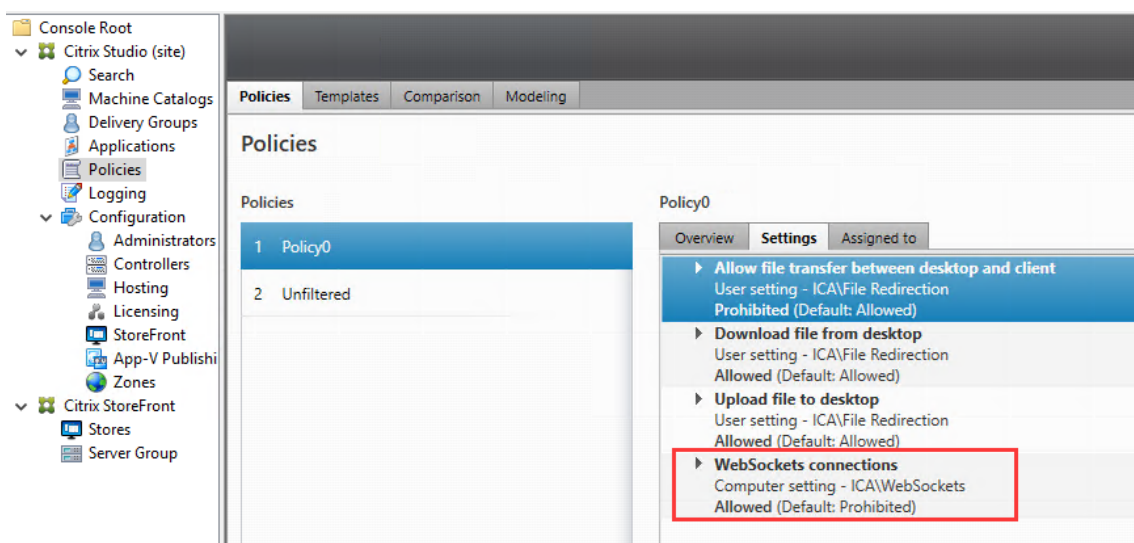 Console Root
Citrix Studio (site)
Search
Machine Catalogs
Delivery Groups
Applications
Policies
Logging
Configuration
Administrators
Controllers
Hosting
Licensing
StoreFront
App-V Publishi
Zones
Citrix StoreFront
Stores
Server Group
Policies Templates Comparison Modeling
Policies
Policies
1 Policy0
2 Unfiltered
Policy0
Overview Settings Assigned to
Allow file transfer between desktop and client
User setting - ICA\File Redirection
Prohibited (Default: Allowed)
Download file from desktop
User setting - ICA\File Redirection
Allowed (Default: Allowed)
Upload file to desktop
User setting - ICA\File Redirection
Allowed (Default: Allowed)
WebSockets connections
Computer setting - ICA\WebSockets
Allowed (Default: Prohibited)